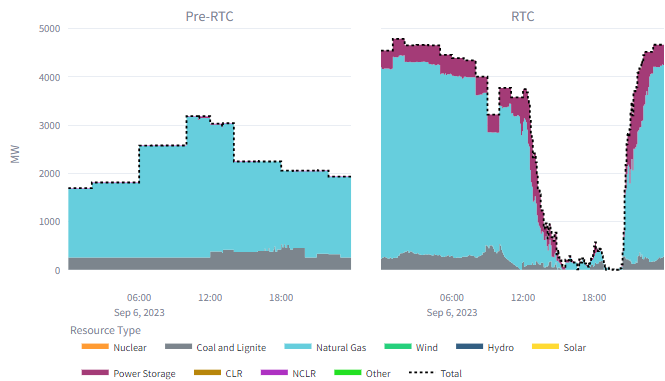 Pre-RTC RTC
5000
4000
3000
2000
1000
0
MW
06:00 12:00 18:00 06:00 12:00 18:00
Sep 6, 2023 Sep 6, 2023
Resource Type
Nuclear Coal and Lignite Natural Gas Wind Hydro Solar
Power Storage CLR NCLR Other Total